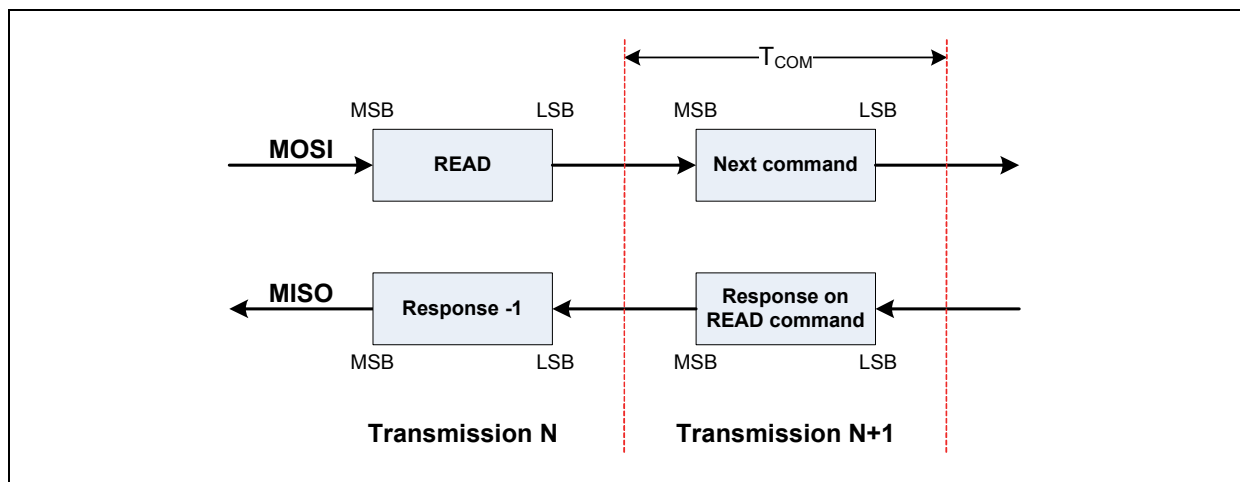 T_COM
MSB LSB MSB LSB
MOSI READ Next command
MISO Response -1 Response on
READ command
MSB LSB MSB LSB
Transmission N Transmission N+1